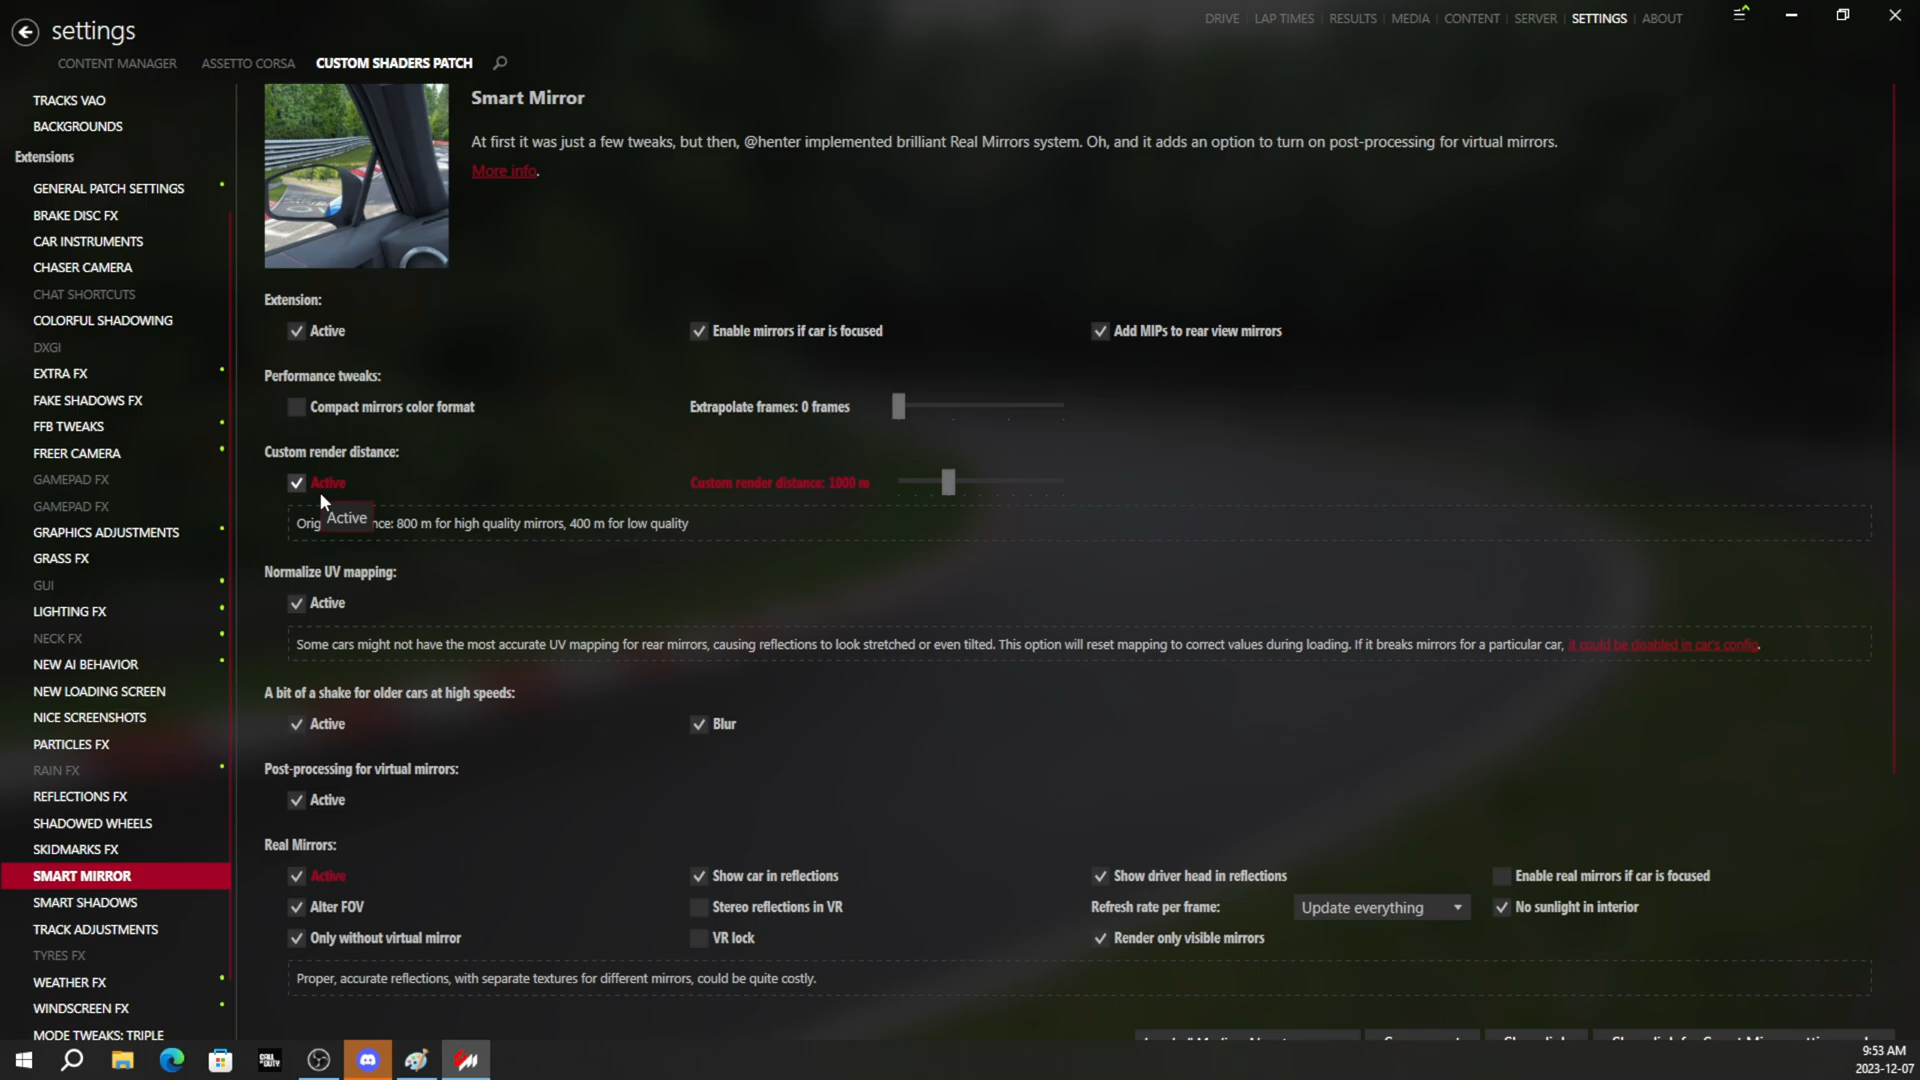 settings
DRIVE LAP TIMES RESULTS MEDIA CONTENT SERVER SETTINGS ABOUT
CONTENT MANAGER ASSETTO CORSA CUSTOM SHADERS PATCH
TRACKS VAO
BACKGROUNDS
Extensions
GENERAL PATCH SETTINGS
BRAKE DISC FX
CAR INSTRUMENTS
CHASER CAMERA
CHAT SHORTCUTS
COLORFUL SHADOWING
DXGI
EXTRA FX
FAKE SHADOWS FX
FFB TWEAKS
FREER CAMERA
GAMEPAD FX
GAMEPAD FX
GRAPHICS ADJUSTMENTS
GRASS FX
GUI
LIGHTING FX
NECK FX
NEW AI BEHAVIOR
NEW LOADING SCREEN
NICE SCREENSHOTS
PARTICLES FX
RAIN FX
REFLECTIONS FX
SHADOWED WHEELS
SKIDMARKS FX
SMART MIRROR
SMART SHADOWS
TRACK ADJUSTMENTS
TYRES FX
WEATHER FX
WINDSCREEN FX
MODE TWEAKS: TRIPLE
Smart Mirror
At first it was just a few tweaks, but then, @henter implemented brilliant Real Mirrors system. Oh, and it adds an option to turn on post-processing for virtual mirrors.
More info.
Extension:
Active Enable mirrors if car is focused Add MIPs to rear view mirrors
Performance tweaks:
Compact mirrors color format Extrapolate frames: 0 frames
Custom render distance:
Active Custom render distance: 1000 m
Active
Orig nce: 800 m for high quality mirrors, 400 m for low quality
Normalize UV mapping:
Active
Some cars might not have the most accurate UV mapping for rear mirrors, causing reflections to look stretched or even tilted. This option will reset mapping to correct values during loading. If it breaks mirrors for a particular car, it could be disabled in car's config.
A bit of a shake for older cars at high speeds:
Active Blur
Post-processing for virtual mirrors:
Active
Real Mirrors:
Active Show car in reflections Show driver head in reflections Enable real mirrors if car is focused
Alter FOV Stereo reflections in VR Refresh rate per frame: Update everything No sunlight in interior
Only without virtual mirror VR lock Render only visible mirrors
Proper, accurate reflections, with separate textures for different mirrors, could be quite costly.
CALL OF DUTY
9:53 AM
2023-12-07